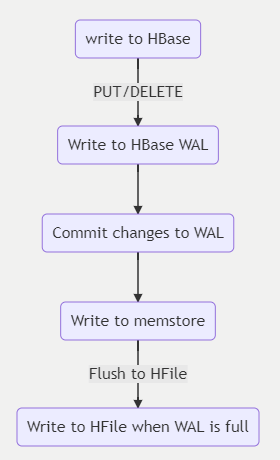 write to HBase
PUT/DELETE
Write to HBase WAL
Commit changes to WAL
Write to memstore
Flush to HFile
Write to HFile when WAL is full